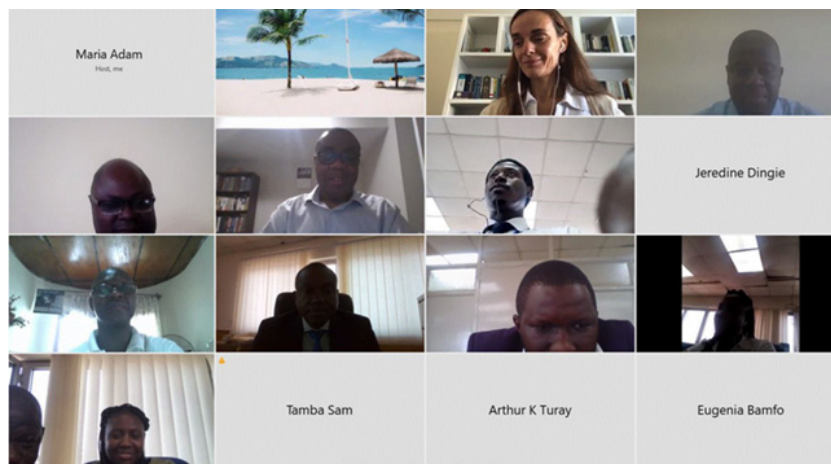 Maria Adam
Host, me
Jeredine Dingie
Tamba Sam
Arthur K Turay
Eugenia Bamfo